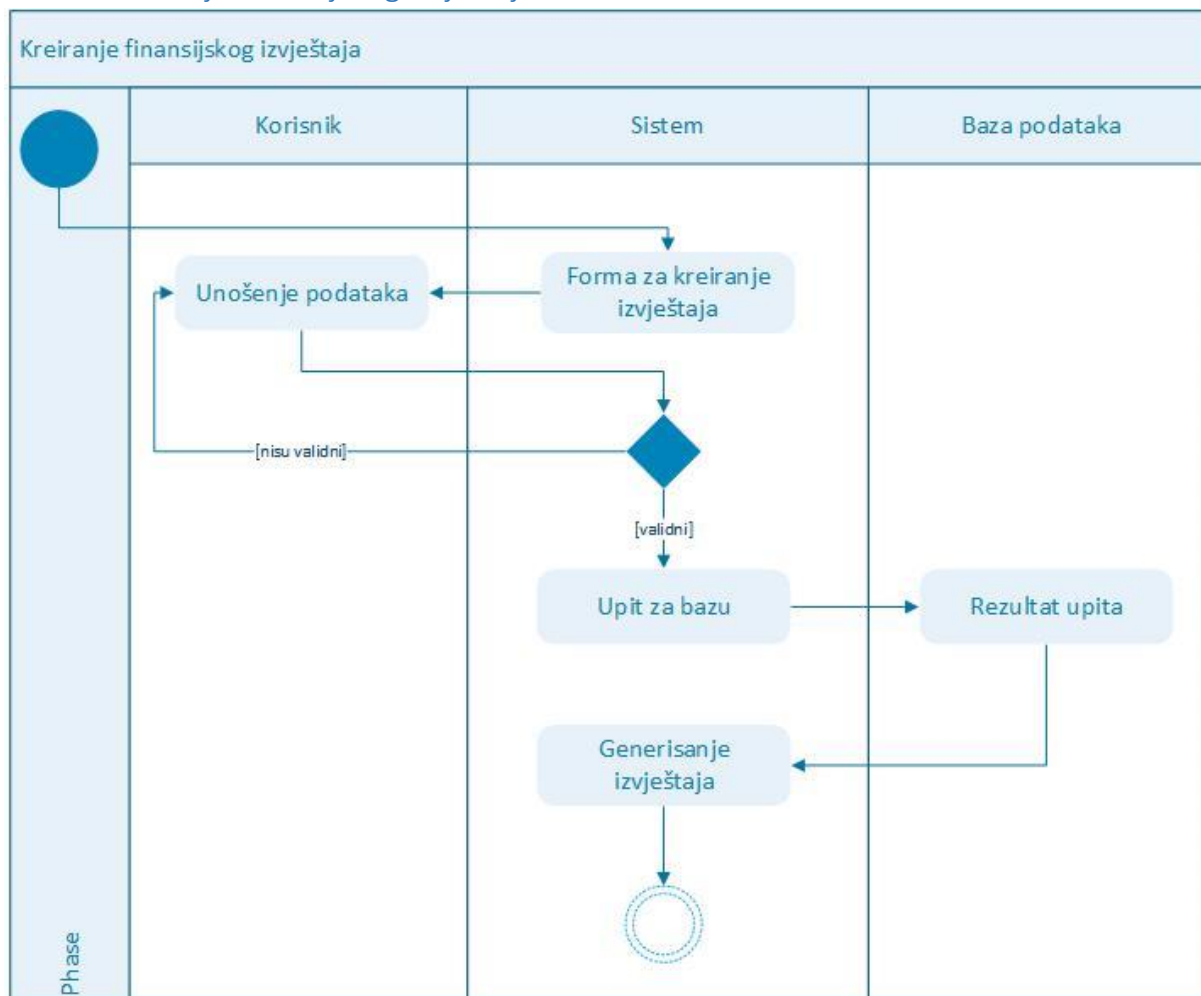 Kreiranje finansijskog izvještaja
Korisnik
Sistem
Baza podataka
Unošenje podataka
Forma za kreiranje
izvještaja
[nisu validni]
[validni]
Upit za bazu
Rezultat upita
Generisanje
izvještaja
Phase